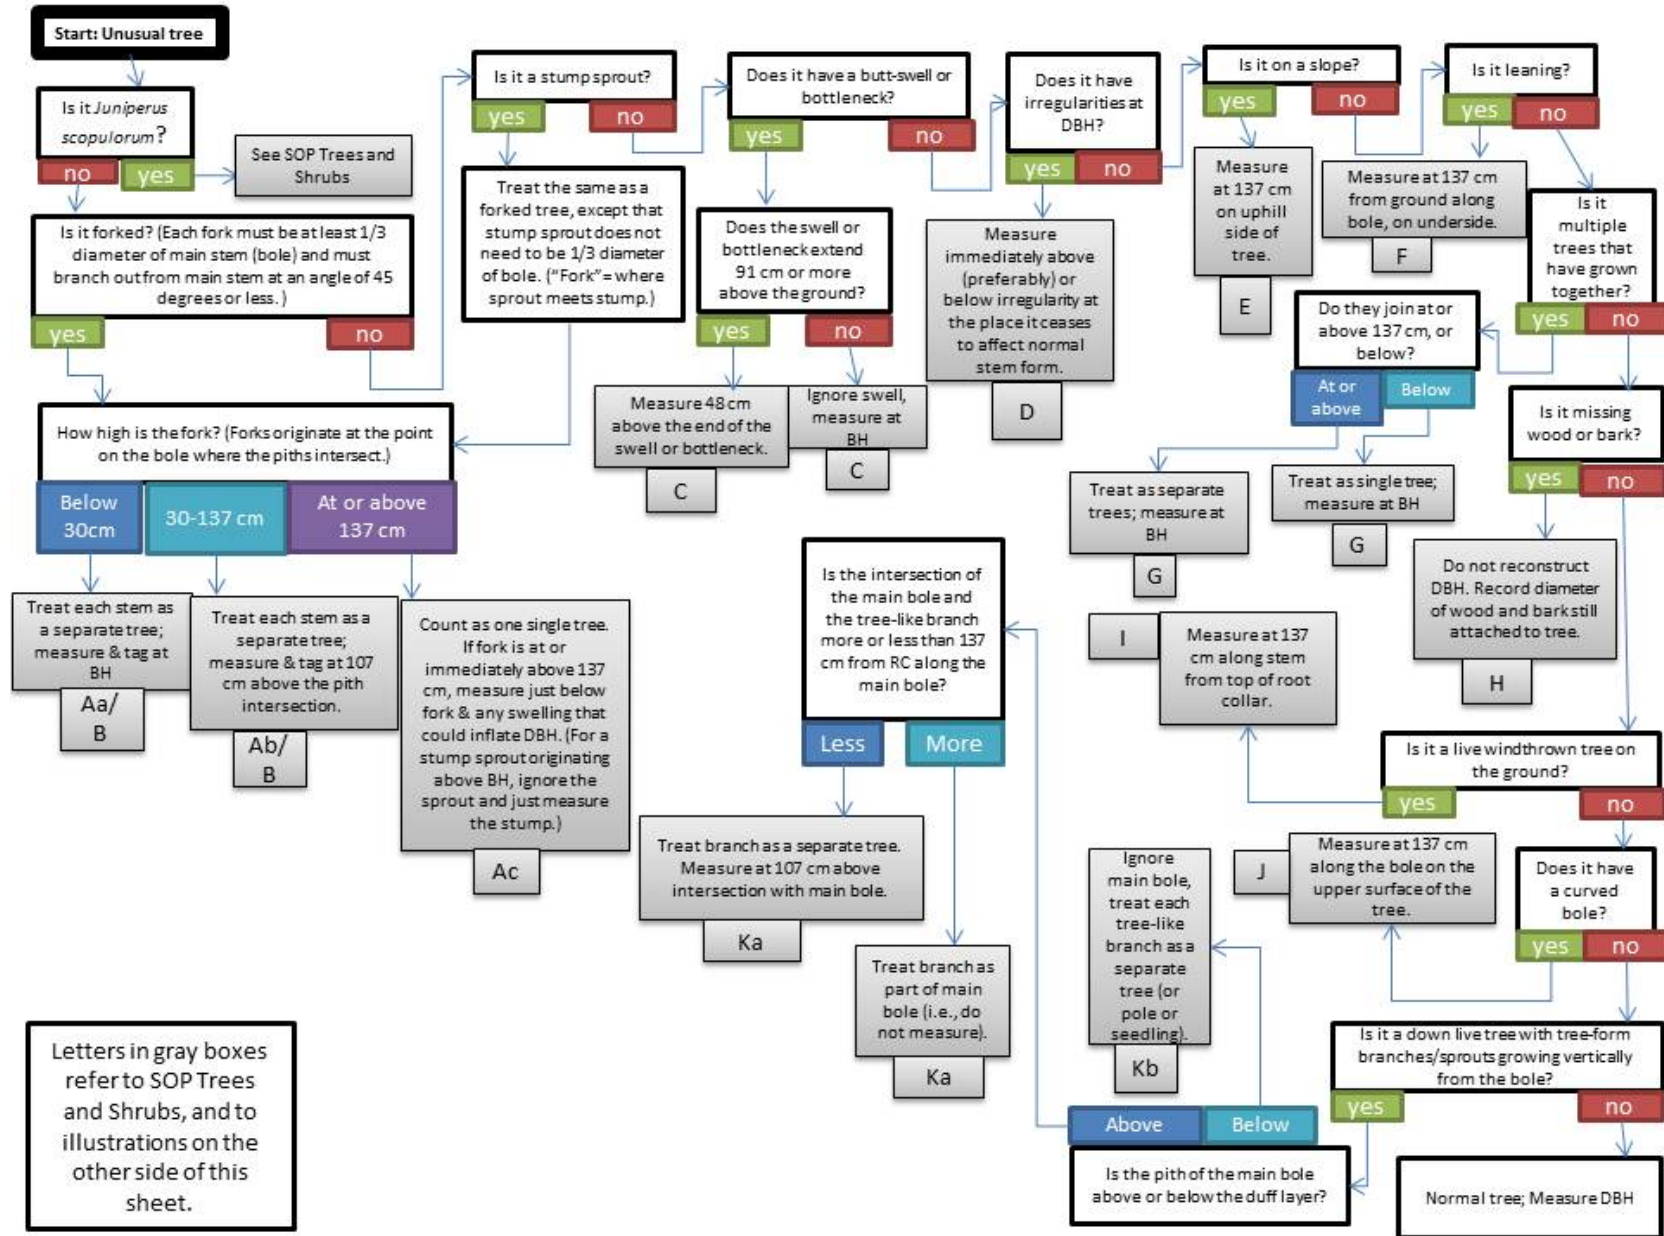 Start: Unusual tree
Is it Juniperus
scopulorum?
no
yes
See SOP Trees and
Shrubs
Is it forked? (Each fork must be at least 1/3
diameter of main stem (bole) and must
branch out from main stem at an angle of 45
degrees or less.)
yes
no
How high is the fork? (Forks originate at the point
on the bole where the piths intersect.)
Below
30cm
30-137 cm
At or above
137 cm
Treat each stem as
a separate tree;
measure & tag at
BH
Aa/
B
Treat each stem as a
separate tree;
measure & tag at 107
cm above the pith
intersection.
Ab/
B
Count as one single tree.
If fork is at or
immediately above 137
cm, measure just below
fork & any swelling that
could inflate DBH. (For a
stump sprout originating
above BH, ignore the
sprout and just measure
the stump.)
Ac
Is it a stump sprout?
yes
no
Treat the same as a
forked tree, except that
stump sprout does not
need to be 1/3 diameter
of bole. ("Fork"= where
sprout meets stump.)
Does it have a butt-swell or
bottleneck?
yes
no
Does the swell or
bottleneck extend
91 cm or more
above the ground?
yes
no
Measure 48 cm
above the end of the
swell or bottleneck.
C
Ignore swell,
measure at
BH
C
Does it have
irregularities at
DBH?
yes
no
Measure
immediately above
(preferably) or
below irregularity at
the place it ceases
to affect normal
stem form.
D
Is it on a slope?
yes
no
Measure
at 137 cm
on uphill
side of
tree.
E
Is it leaning?
yes
no
Measure at 137 cm
from ground along
bole, on underside.
F
Is it
multiple
trees that
have grown
together?
yes
no
Do they join at or
above 137 cm, or
below?
At or
above
Below
Treat as separate
trees; measure at
BH
G
Treat as single tree;
measure at BH
G
Is it missing
wood or bark?
yes
no
Do not reconstruct
DBH. Record diameter
of wood and bark still
attached to tree.
H
Is it a live windthrown tree on
the ground?
yes
no
I
Measure at 137
cm along stem
from top of root
collar.
Does it have
a curved
bole?
yes
no
J
Measure at 137 cm
along the bole on the
upper surface of the
tree.
Is it a down live tree with tree-form
branches/sprouts growing vertically
from the bole?
yes
no
Normal tree; Measure DBH
Is the pith of the main bole
above or below the duff layer?
Above
Below
Ignore
main bole,
treat each
tree-like
branch as a
separate
tree (or
pole or
seedling).
Kb
Is the intersection of
the main bole and
the tree-like branch
more or less than 137
cm from RC along the
main bole?
Less
More
Treat branch as a separate tree.
Measure at 107 cm above
intersection with main bole.
Ka
Treat branch as
part of main
bole (i.e., do
not measure).
Ka
Letters in gray boxes
refer to SOP Trees
and Shrubs, and to
illustrations on the
other side of this
sheet.